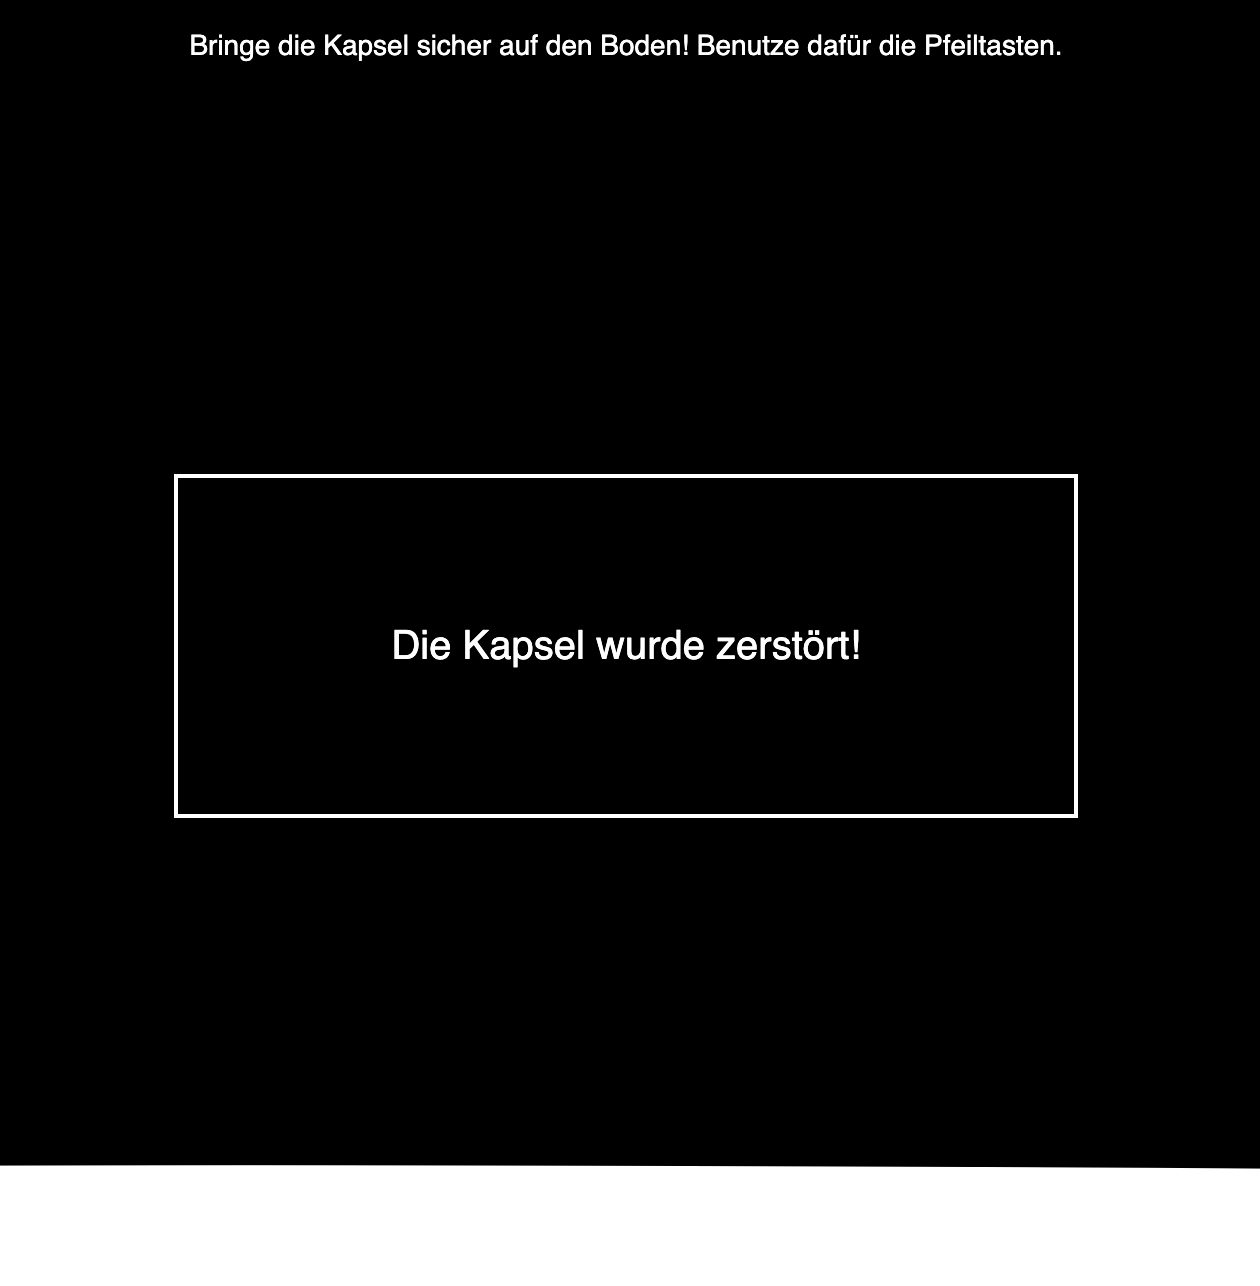 Bringe die Kapsel sicher auf den Boden! Benutze dafür die Pfeiltasten.
Die Kapsel wurde zerstört!